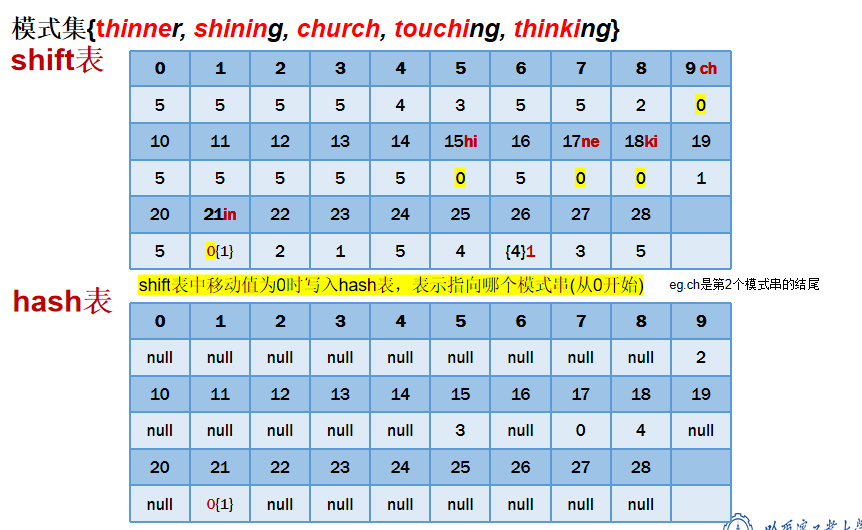 模式集{thinner, shining, church, touching, thinking}
shift表
0 1 2 3 4 5 6 7 8 9 ch
5 5 5 5 4 3 5 5 2 0
10 11 12 13 14 15hi 16 17ne 18ki 19
5 5 5 5 5 0 5 0 0 1
20 21in 22 23 24 25 26 27 28
5 0{1} 2 1 5 4 {4}1 3 5
shift表中移动值为0时写入hash表，表示指向哪个模式串(从0开始) eg.ch是第2个模式串的结尾
hash表
0 1 2 3 4 5 6 7 8 9
null null null null null null null null null 2
10 11 12 13 14 15 16 17 18 19
null null null null null 3 null 0 4 null
20 21 22 23 24 25 26 27 28
null 0{1} null null null null null null null